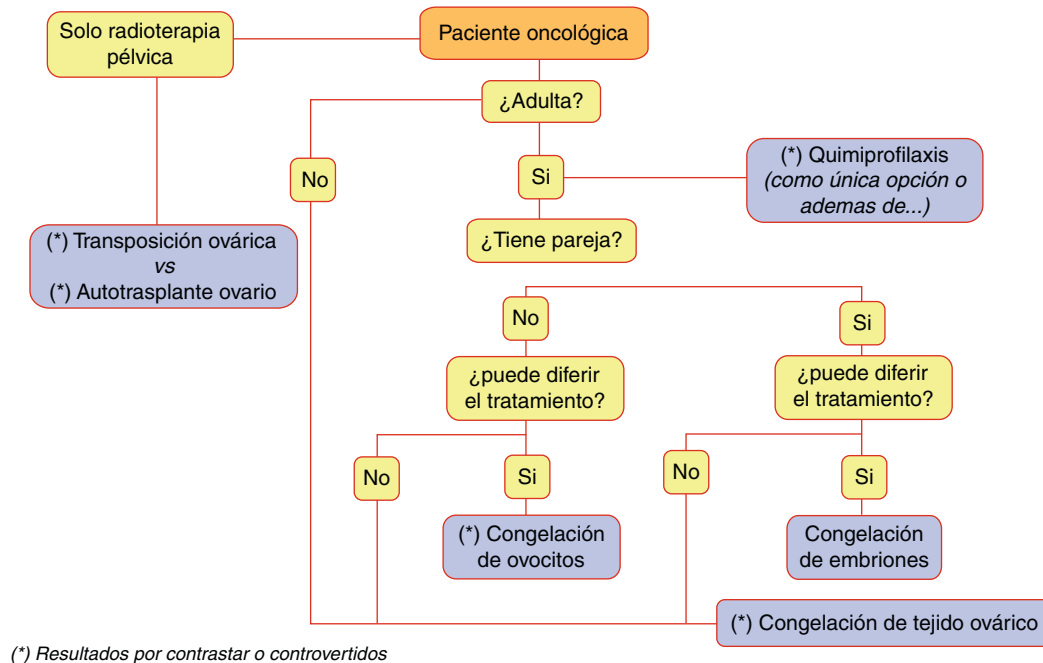 Solo radioterapia
pélvica
Paciente oncológica
¿Adulta?
No
Si
(*) Quimiprofilaxis
(como única opción o
ademas de...)
¿Tiene pareja?
(*) Transposición ovárica
vs
(*) Autotrasplante ovario
No
Si
¿puede diferir
el tratamiento?
¿puede diferir
el tratamiento?
No
Si
No
Si
(*) Congelación
de ovocitos
Congelación
de embriones
(*) Congelación de tejido ovárico
(*) Resultados por contrastar o controvertidos